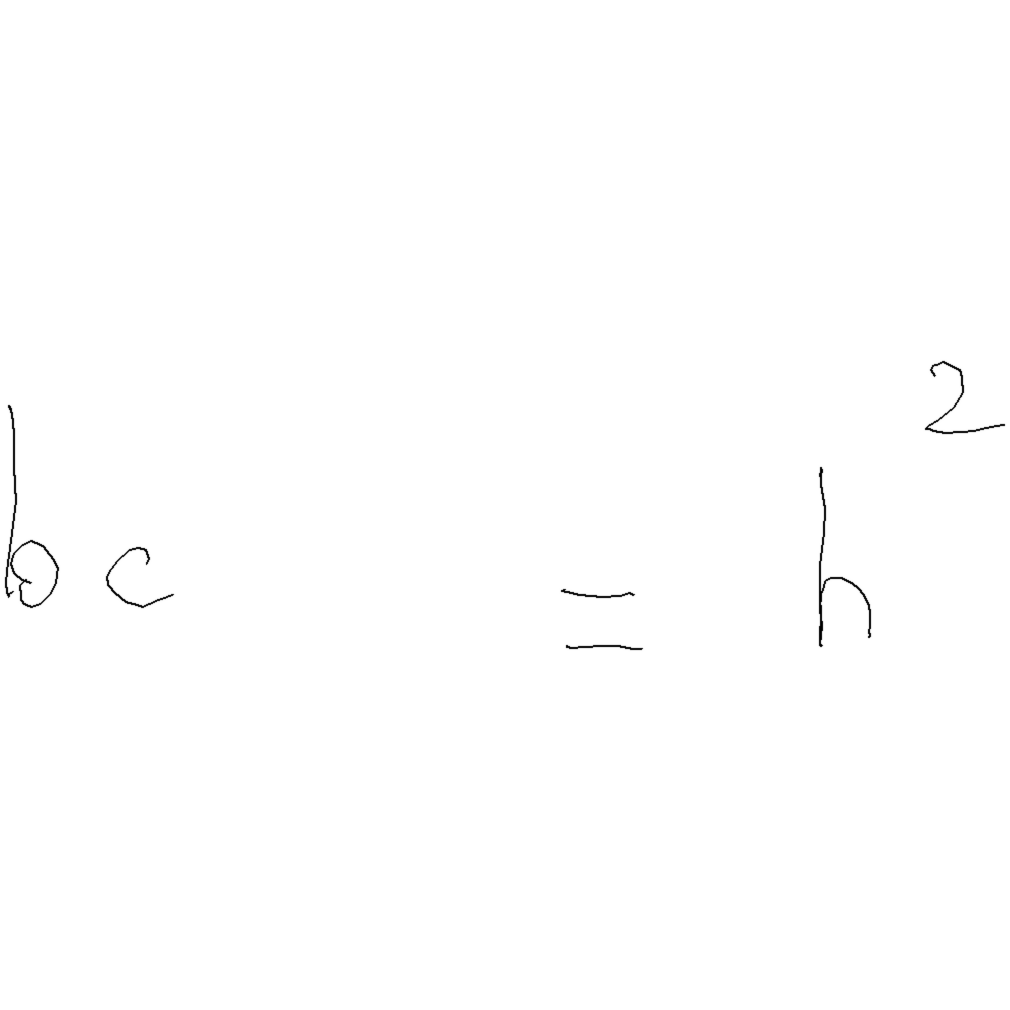 bc = h²